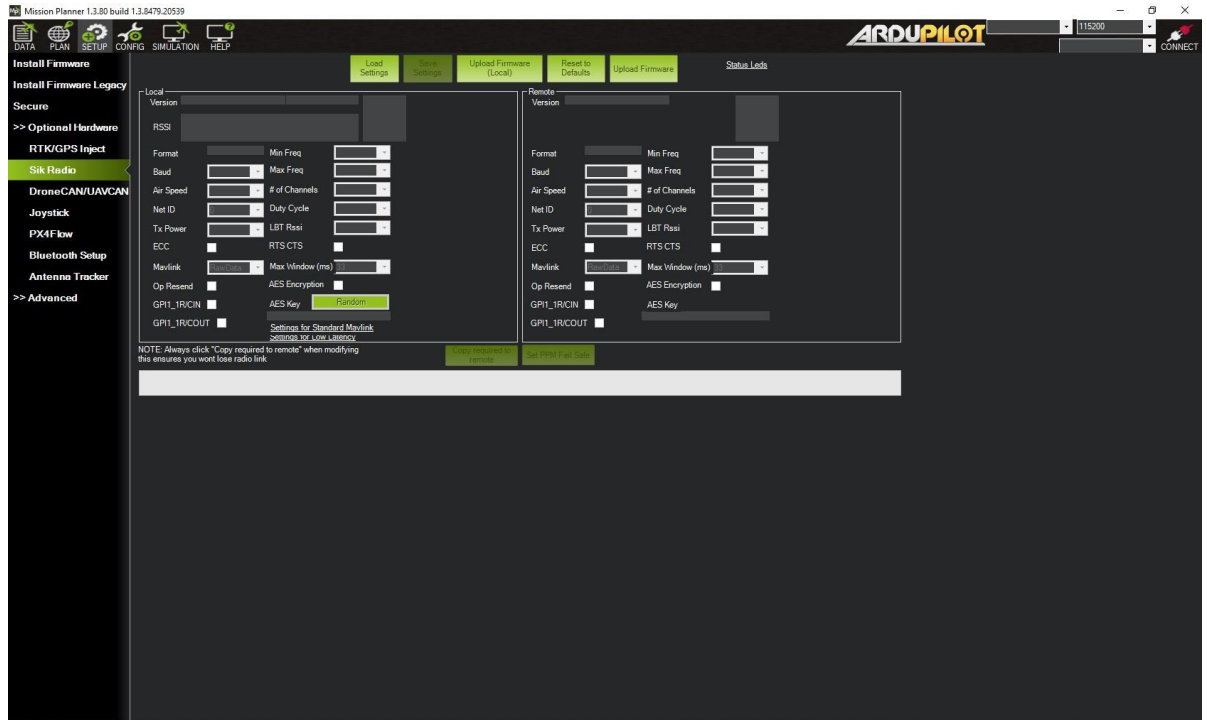 Mission Planner 1.3.80 build 1.3.8479.20539
DATA PLAN SETUP CONFIG SIMULATION HELP
ARDUPILOT
115200
CONNECT
Install Firmware
Install Firmware Legacy
Secure
>> Optional Hardware
RTK/GPS Inject
Sik Radio
DroneCAN/UAVCAN
Joystick
PX4Flow
Bluetooth Setup
Antenna Tracker
>> Advanced
Load Settings
Save Settings
Upload Firmware (Local)
Reset to Defaults
Upload Firmware
Status Leds
Local
Version
RSSI
Format Min Freq
Baud Max Freq
Air Speed # of Channels
Net ID Duty Cycle
Tx Power LBT Rssi
ECC RTS CTS
Mavlink RawData Max Window (ms) 33
Op Resend AES Encryption
GPI1_1R/CIN AES Key Random
GPI1_1R/COUT Settings for Standard Mavlink
Settings for Low Latency
Remote
Version
Format Min Freq
Baud Max Freq
Air Speed # of Channels
Net ID Duty Cycle
Tx Power LBT Rssi
ECC RTS CTS
Mavlink RawData Max Window (ms) 33
Op Resend AES Encryption
GPI1_1R/CIN AES Key
GPI1_1R/COUT
NOTE: Always click "Copy required to remote" when modifying
this ensures you wont lose radio link
Copy required to remote
Set PPM Fail Safe